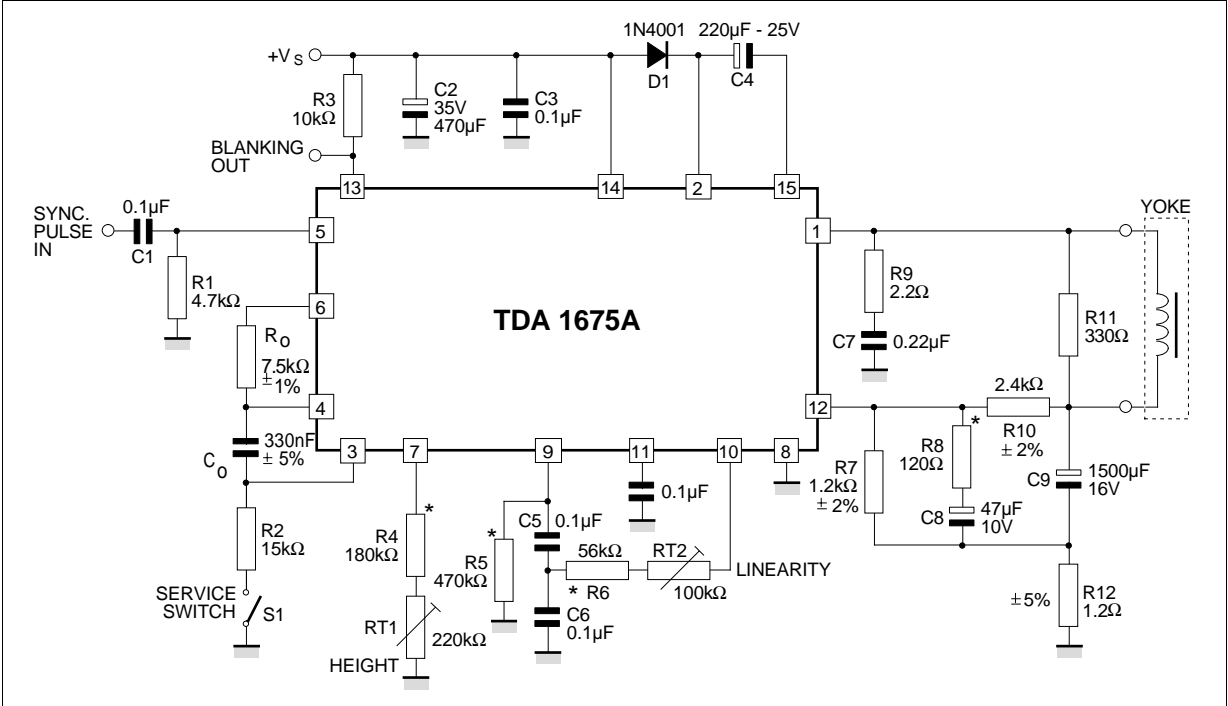 1N4001
220µF - 25V
+VS
D1
C4
R3
10kΩ
C2
35V
470µF
C3
0.1µF
BLANKING
OUT
13
14
2
15
SYNC.
PULSE
IN
0.1µF
C1
5
1
YOKE
R1
4.7kΩ
R9
2.2Ω
6
TDA 1675A
R11
330Ω
RO
7.5kΩ
±1%
C7
0.22µF
4
12
2.4kΩ
330nF
±5%
CO
3
7
9
11
10
8
R7
1.2kΩ
±2%
*
R8
120Ω
R10
±2%
C9
1500µF
16V
0.1µF
C8
47µF
10V
R2
15kΩ
*
R4
180kΩ
*
R5
470kΩ
C5
0.1µF
56kΩ
* R6
RT2
100kΩ
LINEARITY
SERVICE
SWITCH
S1
RT1
220kΩ
HEIGHT
C6
0.1µF
±5%
R12
1.2Ω